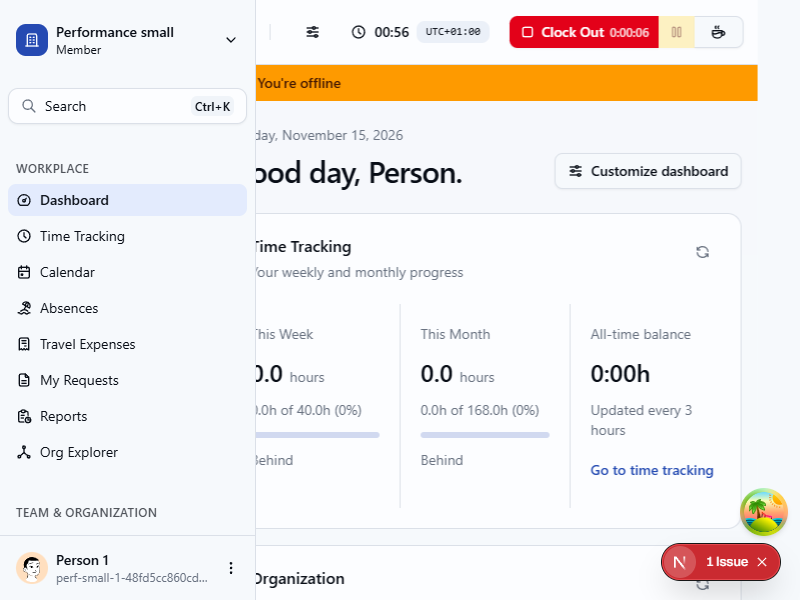 Performance small
Member
Search
Ctrl+K
WORKPLACE
Dashboard
Time Tracking
Calendar
Absences
Travel Expenses
My Requests
Reports
Org Explorer
TEAM & ORGANIZATION
Person 1
perf-small-1-48fd5cc860cd...
00:56
UTC+01:00
Clock Out 0:00:06
You're offline
day, November 15, 2026
ood day, Person.
Customize dashboard
Time Tracking
Your weekly and monthly progress
This Week
0.0 hours
0.0h of 40.0h (0%)
Behind
This Month
0.0 hours
0.0h of 168.0h (0%)
Behind
All-time balance
0:00h
Updated every 3
hours
Go to time tracking
Organization
N
1 Issue